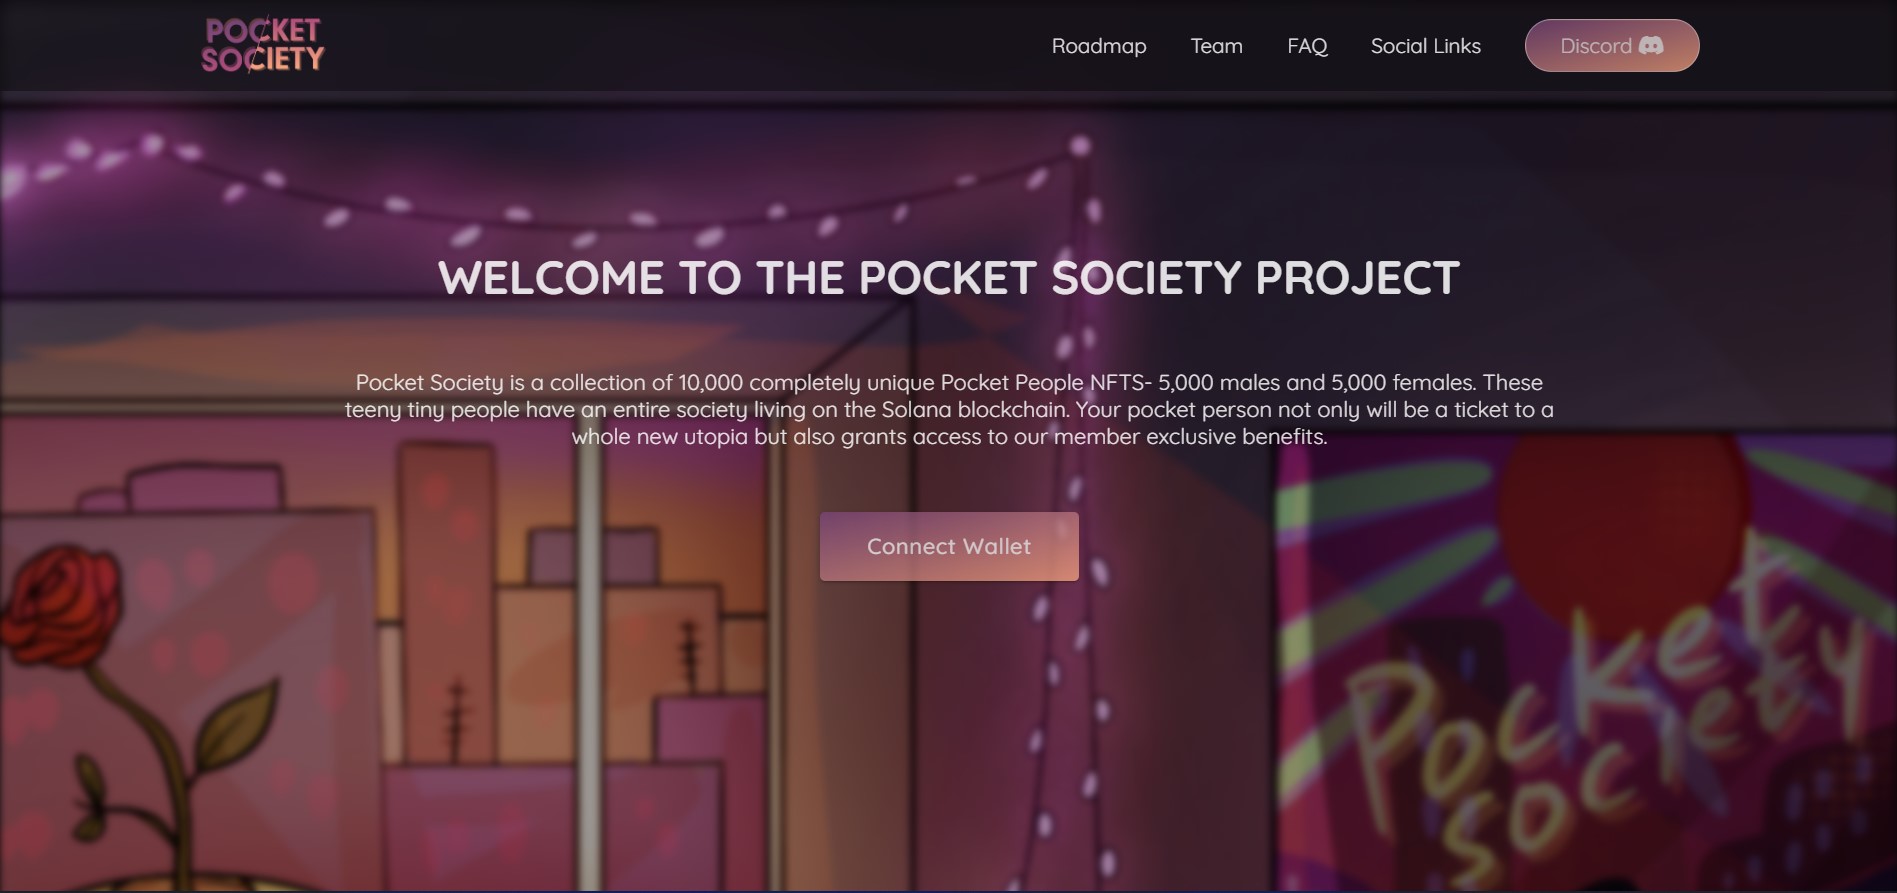 POCKET
SOCIETY
Roadmap
Team
FAQ
Social Links
Discord
WELCOME TO THE POCKET SOCIETY PROJECT
Pocket Society is a collection of 10,000 completely unique Pocket People NFTS- 5,000 males and 5,000 females. These
teeny tiny people have an entire society living on the Solana blockchain. Your pocket person not only will be a ticket to a
whole new utopia but also grants access to our member exclusive benefits.
Connect Wallet
Pocket
society